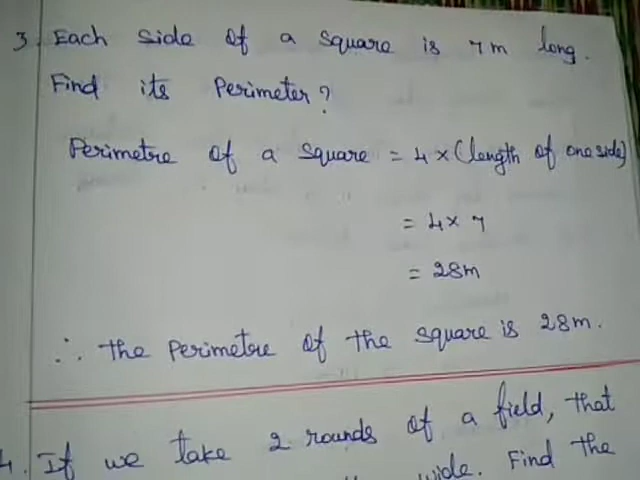 3. Each side of a square is 7m long.
Find its Perimeter?
Perimetre of a square = 4 × (length of one side)
= 4 × 7
= 28m
∴ the Perimetre of the square is 28m.
4. If we take 2 rounds of a field, that
wide. Find the